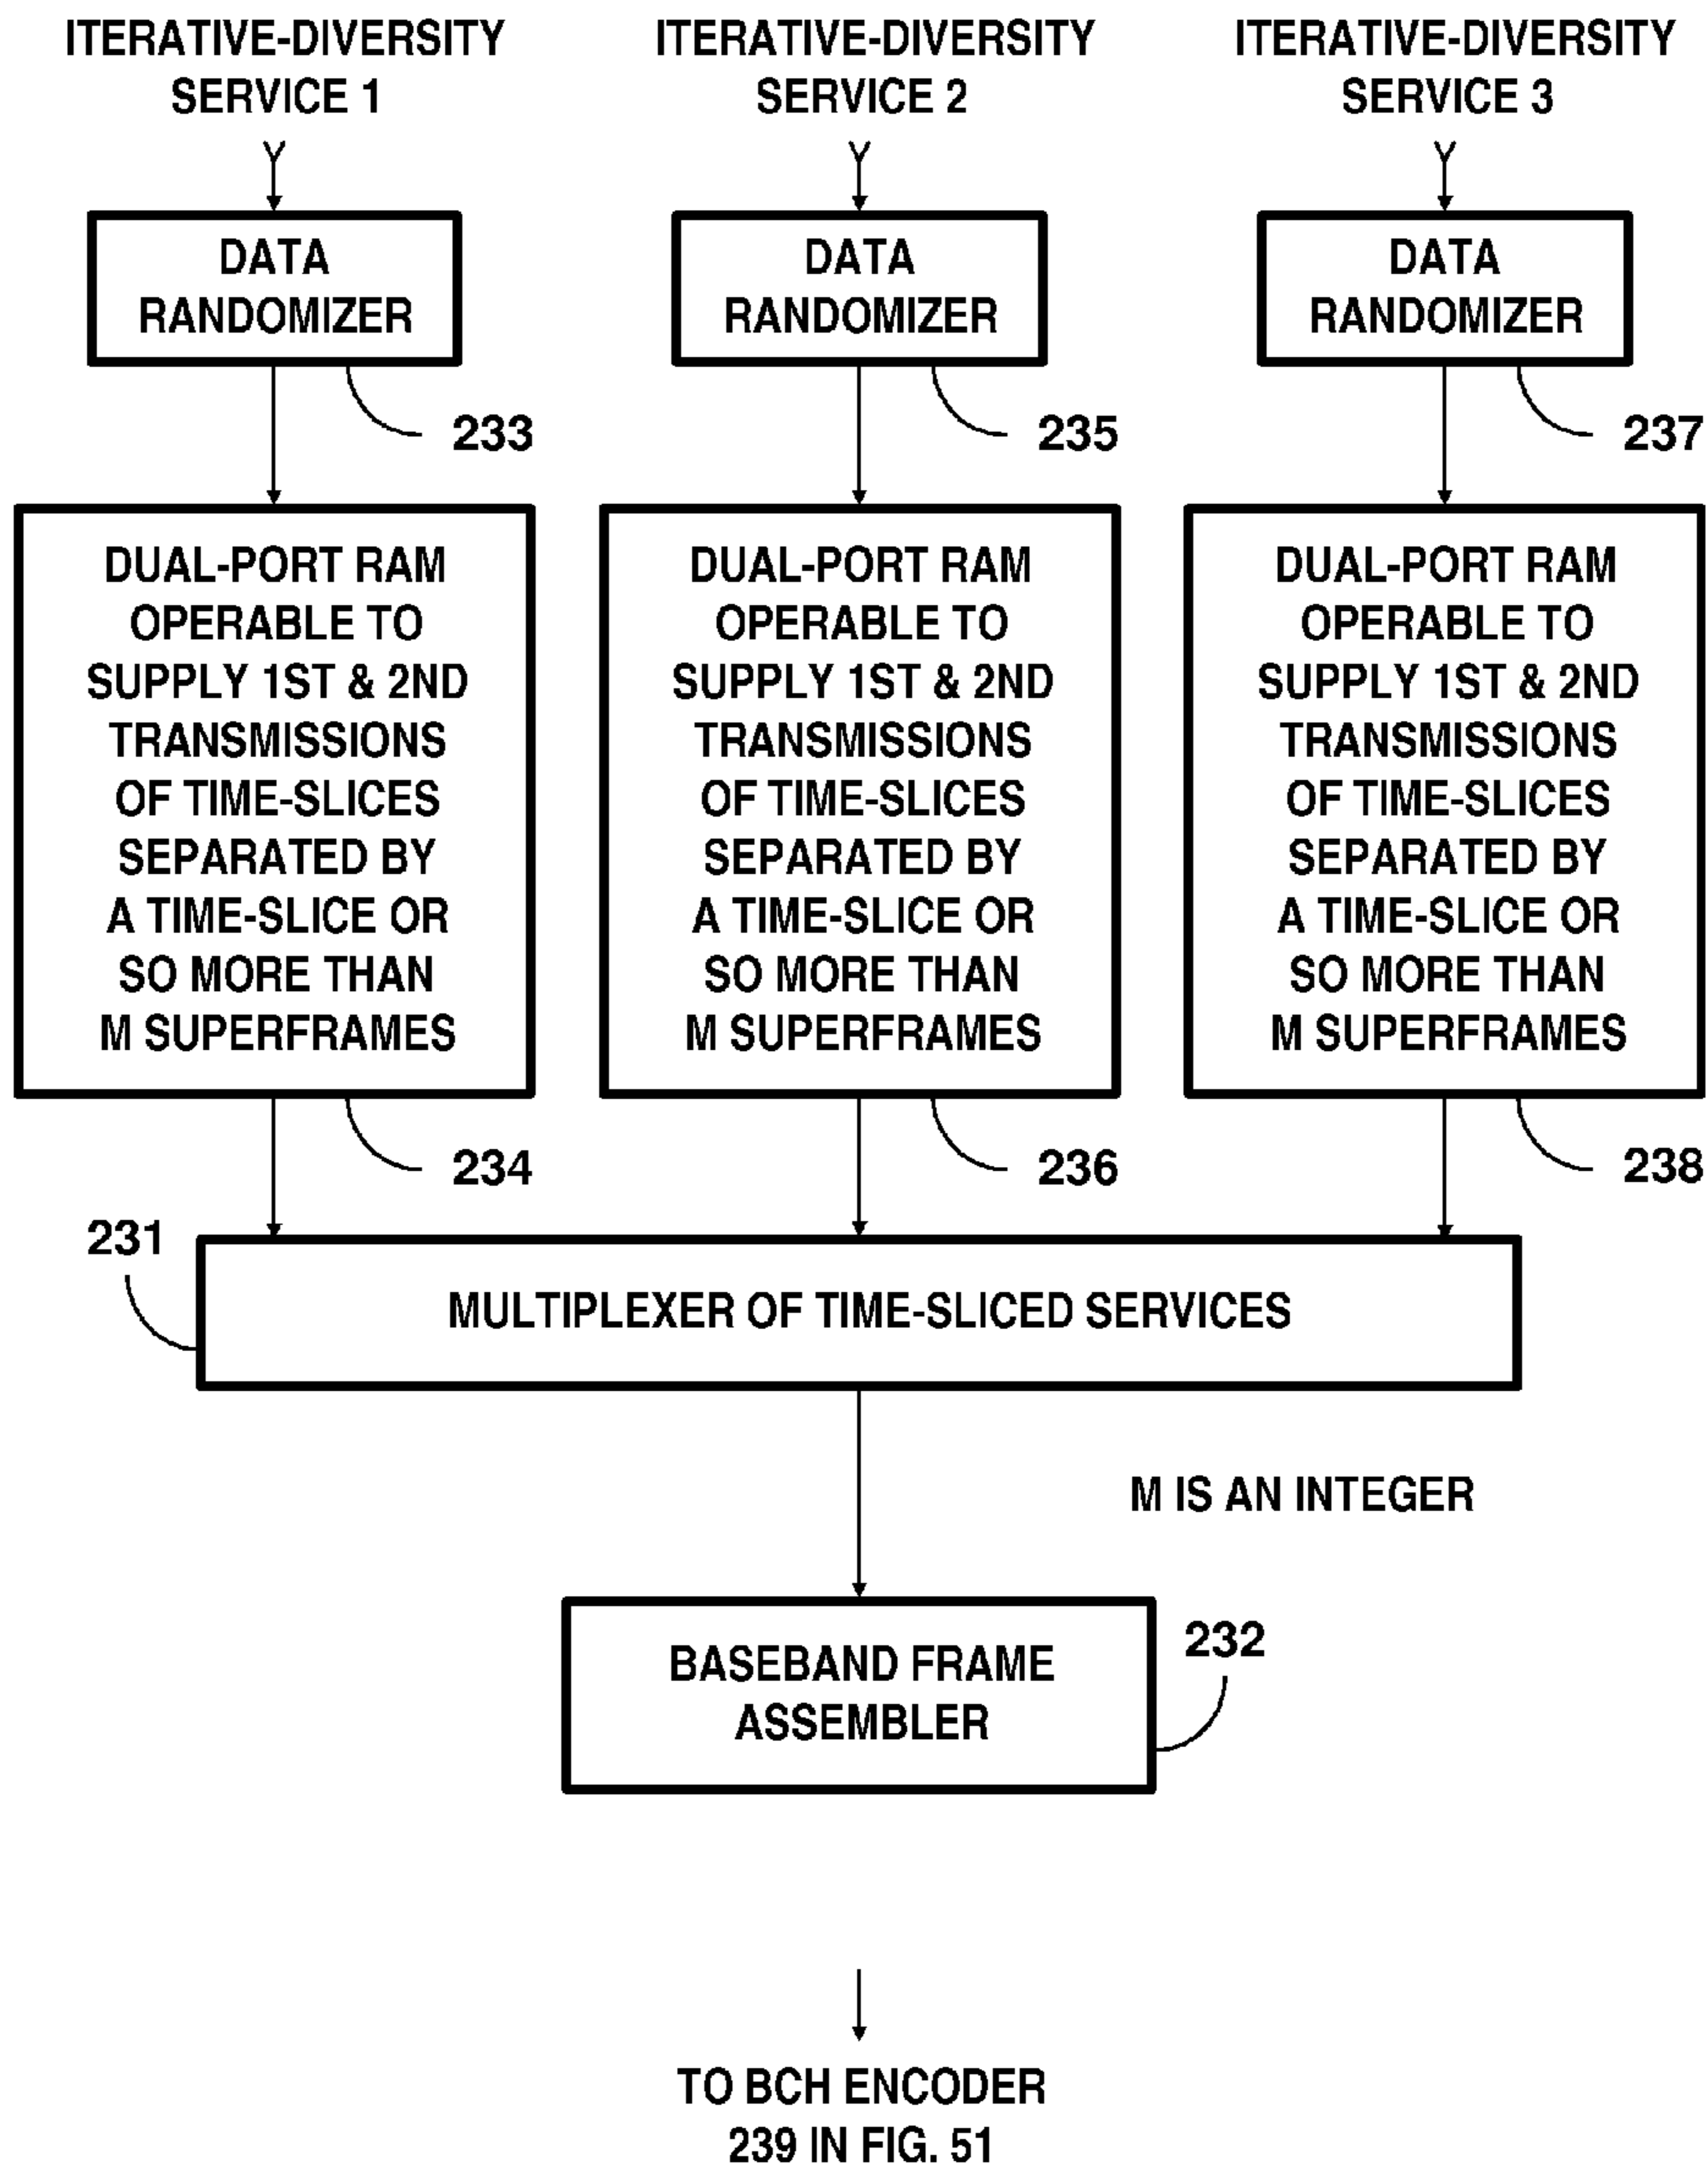 ITERATIVE-DIVERSITY
SERVICE 1
ITERATIVE-DIVERSITY
SERVICE 2
ITERATIVE-DIVERSITY
SERVICE 3
DATA
RANDOMIZER
233
DATA
RANDOMIZER
235
DATA
RANDOMIZER
237
DUAL-PORT RAM
OPERABLE TO
SUPPLY 1ST & 2ND
TRANSMISSIONS
OF TIME-SLICES
SEPARATED BY
A TIME-SLICE OR
SO MORE THAN
M SUPERFRAMES
234
DUAL-PORT RAM
OPERABLE TO
SUPPLY 1ST & 2ND
TRANSMISSIONS
OF TIME-SLICES
SEPARATED BY
A TIME-SLICE OR
SO MORE THAN
M SUPERFRAMES
236
DUAL-PORT RAM
OPERABLE TO
SUPPLY 1ST & 2ND
TRANSMISSIONS
OF TIME-SLICES
SEPARATED BY
A TIME-SLICE OR
SO MORE THAN
M SUPERFRAMES
238
231
MULTIPLEXER OF TIME-SLICED SERVICES
M IS AN INTEGER
BASEBAND FRAME
ASSEMBLER
232
TO BCH ENCODER
239 IN FIG. 51